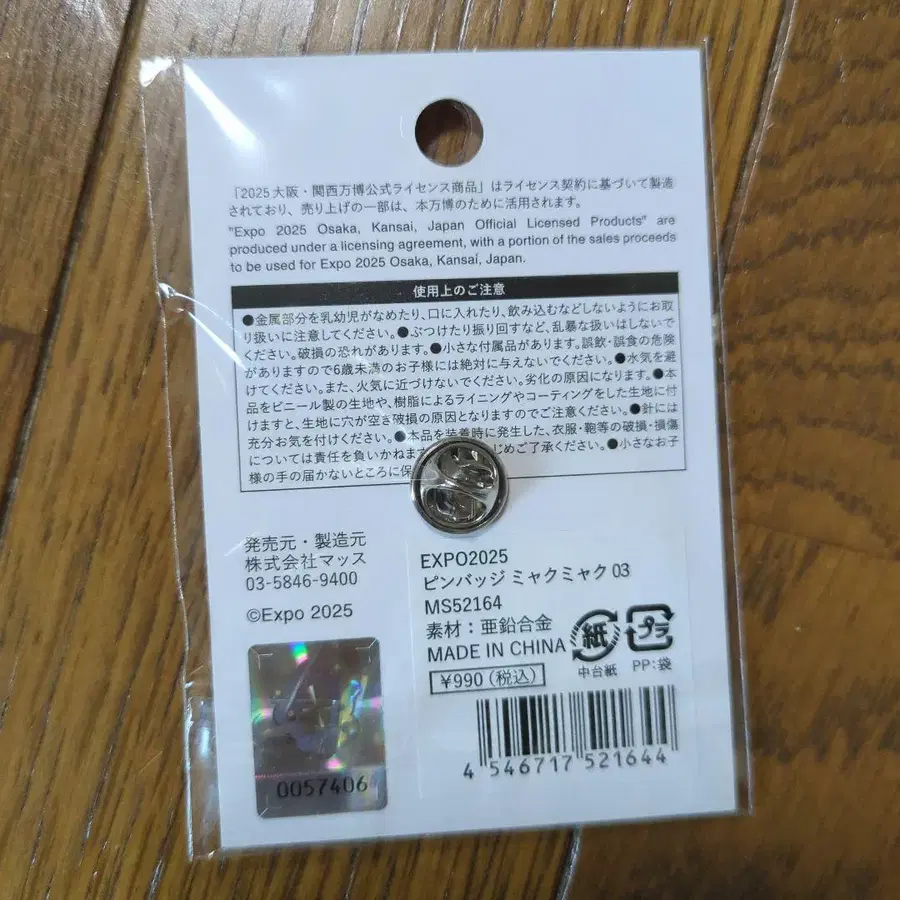 「2025 大阪・関西万博公式ライセンス商品」はライセンス契約に基づいて製造
されており、売り上げの一部は、本万博のために活用されます。
"Expo 2025 Osaka, Kansai, Japan Official Licensed Products" are
produced under a licensing agreement, with a portion of the sales proceeds
to be used for Expo 2025 Osaka, Kansai, Japan.
使用上のご注意
●金属部分を乳幼児がなめたり、口に入れたり、飲み込むなどしないようにお取
り扱いに注意してください。●ぶつけたり振り回すなど、乱暴な扱いはしないで
ください。破損の恐れがあります。●小さな付属品があります。誤飲・誤食の危険
がありますので6歳未満のお子様には絶対に与えないでください。●水気を避
けてください。また、火気に近づけないでください。劣化の原因になります。●本
品をビニール製の生地や、樹脂によるライニングやコーティングをした生地に付
けますと、生地に穴が空き破損の原因となりますのでご注意ください。●針には
充分お気を付けください。●本品を装着時に発生した、衣服・鞄等の破損・損傷
については責任を負いかねま じめご了承ください。●小さなお子
様の手の届かないところに保
発売元・製造元
株式会社マッス
03-5846-9400
©Expo 2025
EXPO2025
ピンバッジ ミャクミャク 03
MS52164
素材：亜鉛合金
MADE IN CHINA
¥990(税込)
紙
中台紙
プラ
PP:袋
4 546717 521644
0057406